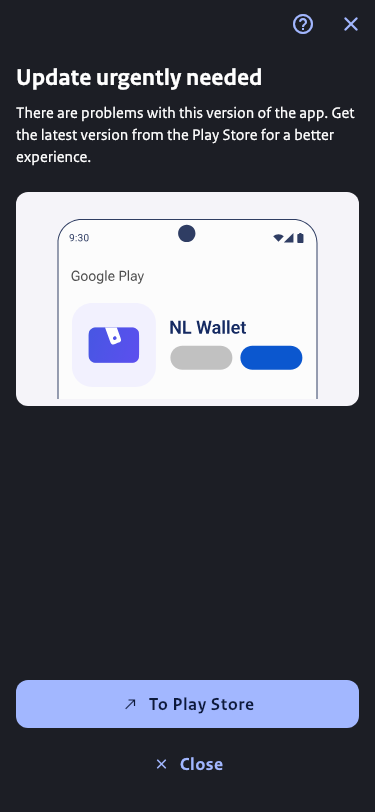 Update urgently needed
There are problems with this version of the app. Get
the latest version from the Play Store for a better
experience.
9:30
Google Play
NL Wallet
To Play Store
Close